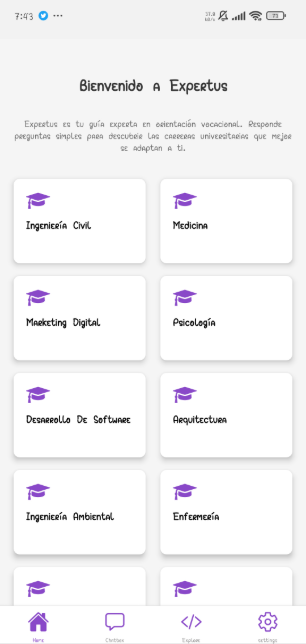 7:43
Bienvenido a Expertus
Expertus es tu guía experta en orientación vocacional. Responde
preguntas simples para descubrir las carreras universitarias que mejor
se adaptan a ti.
Ingeniería Civil
Medicina
Marketing Digital
Psicología
Desarrollo De Software
Arquitectura
Ingeniería Ambiental
Enfermería
Home
Chatbox
Explore
settings